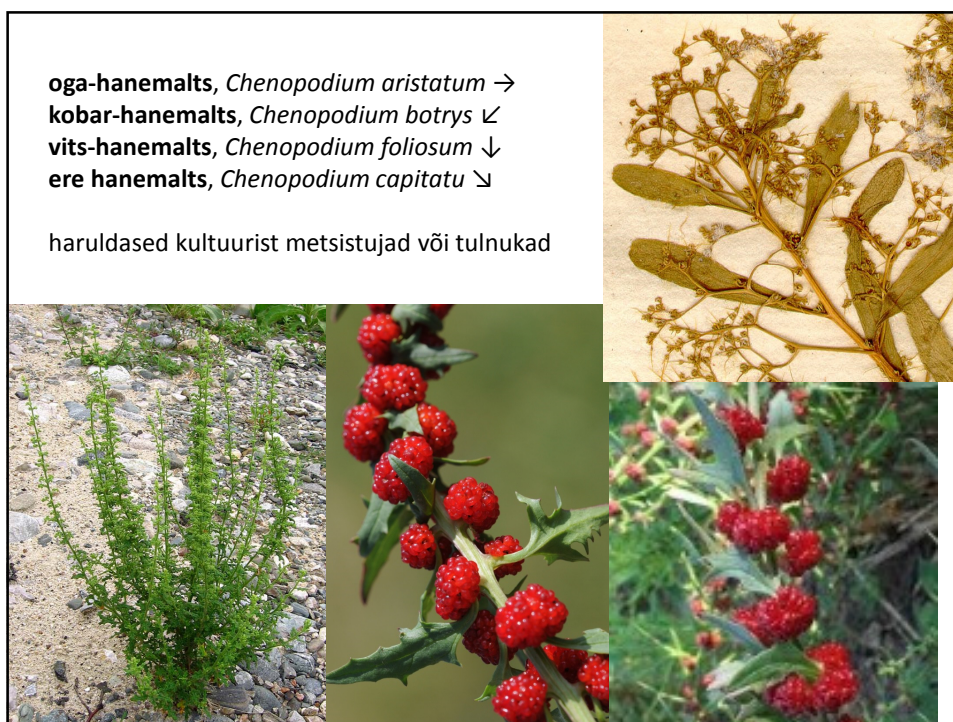 oga-hanemalts, Chenopodium aristatum →
kobar-hanemalts, Chenopodium botrys ↙
vits-hanemalts, Chenopodium foliosum ↓
ere hanemalts, Chenopodium capitatu ↘
haruldased kultuurist metsistujad või tulnukad